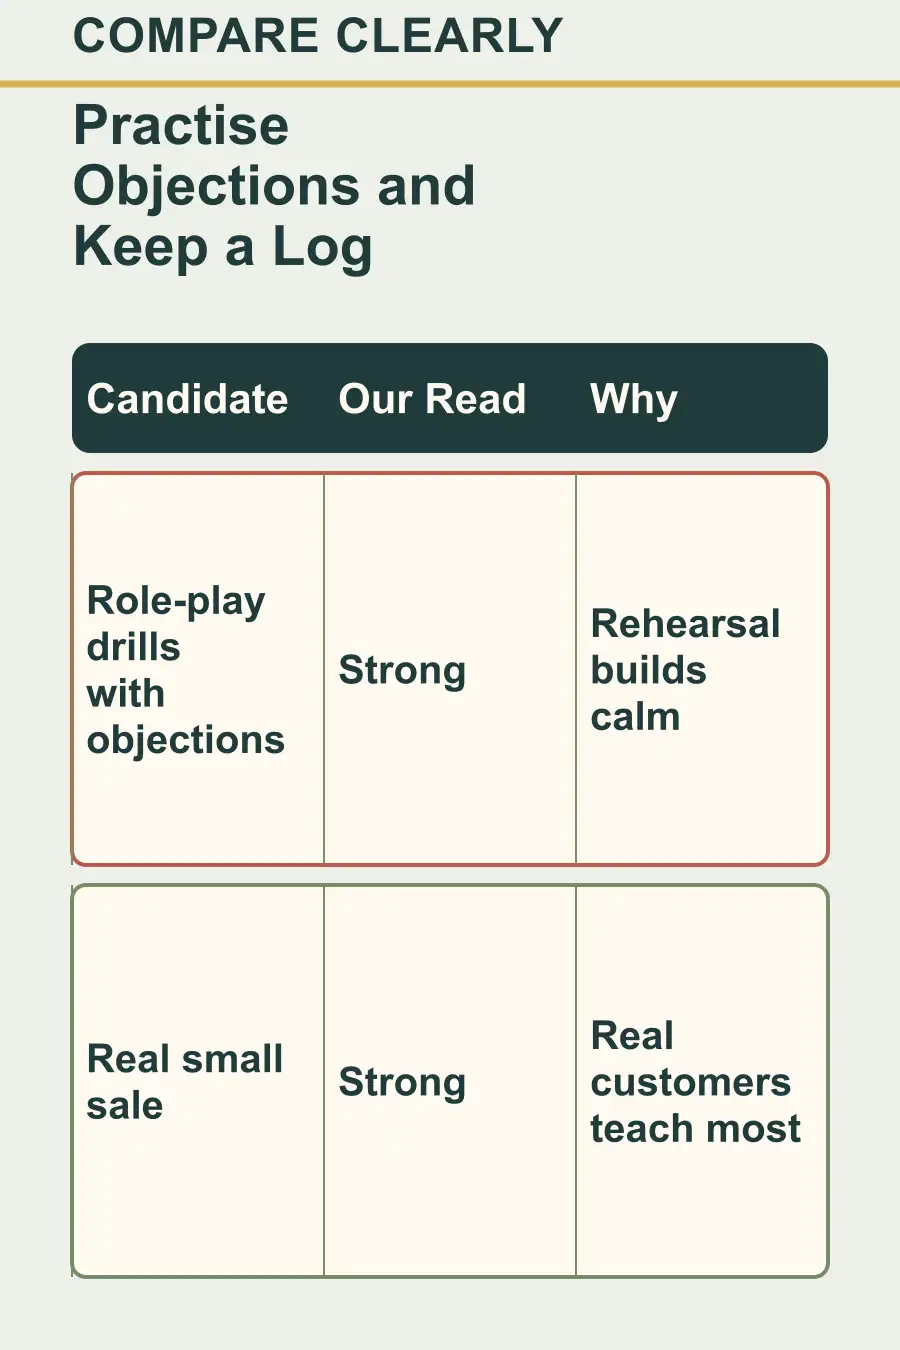 COMPARE CLEARLY
Practise
Objections and
Keep a Log
Candidate Our Read Why
Role-play
drills
with
objections
Strong
Rehearsal
builds
calm
Real small
sale
Strong
Real
customers
teach most